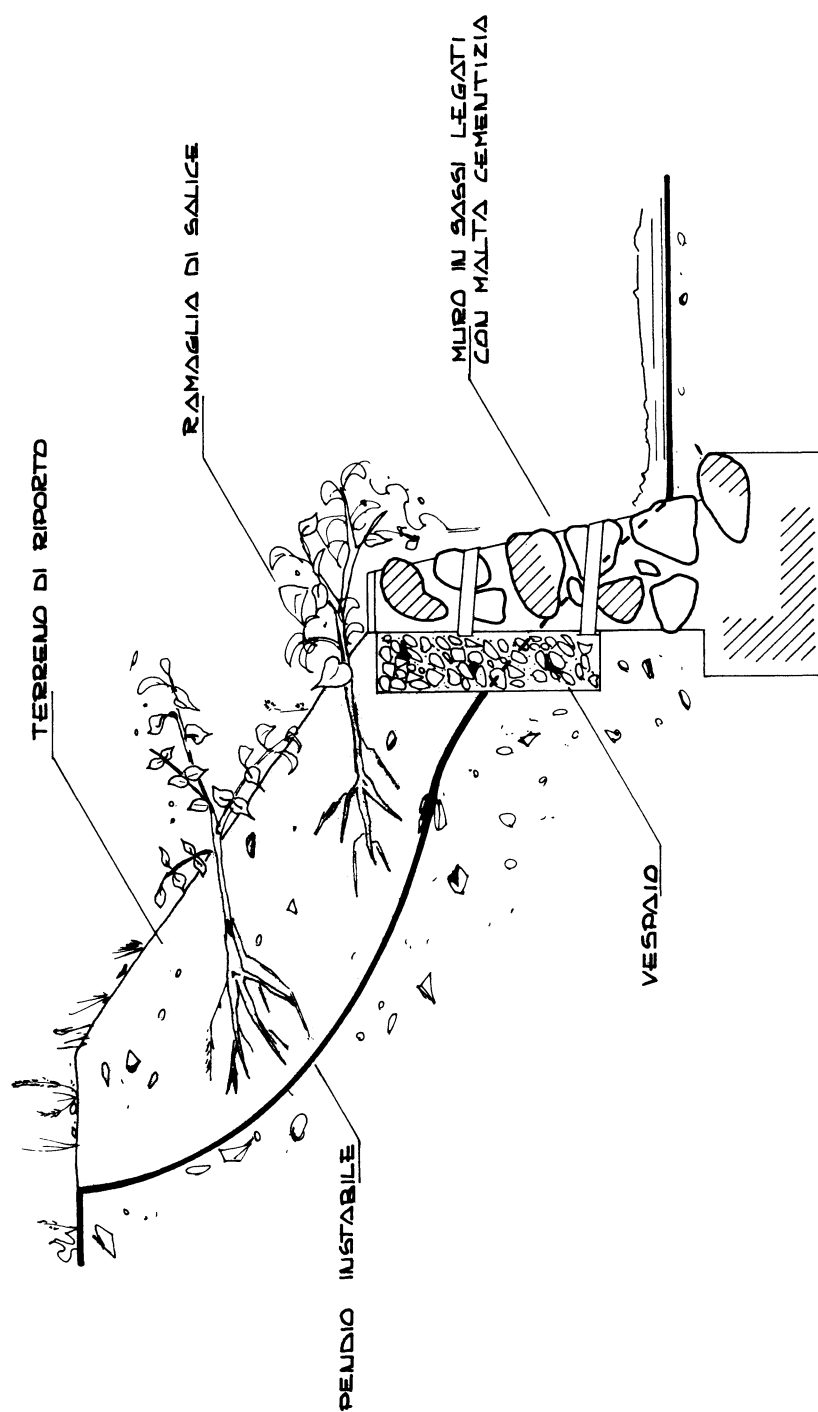 PENDIO INSTABILE
TERRENO DI RIPORTO
RAMAGLIA DI SALICE
MURO IN SASSI LEGATI
CON MALTA CEMENTIZIA
VESPAIO